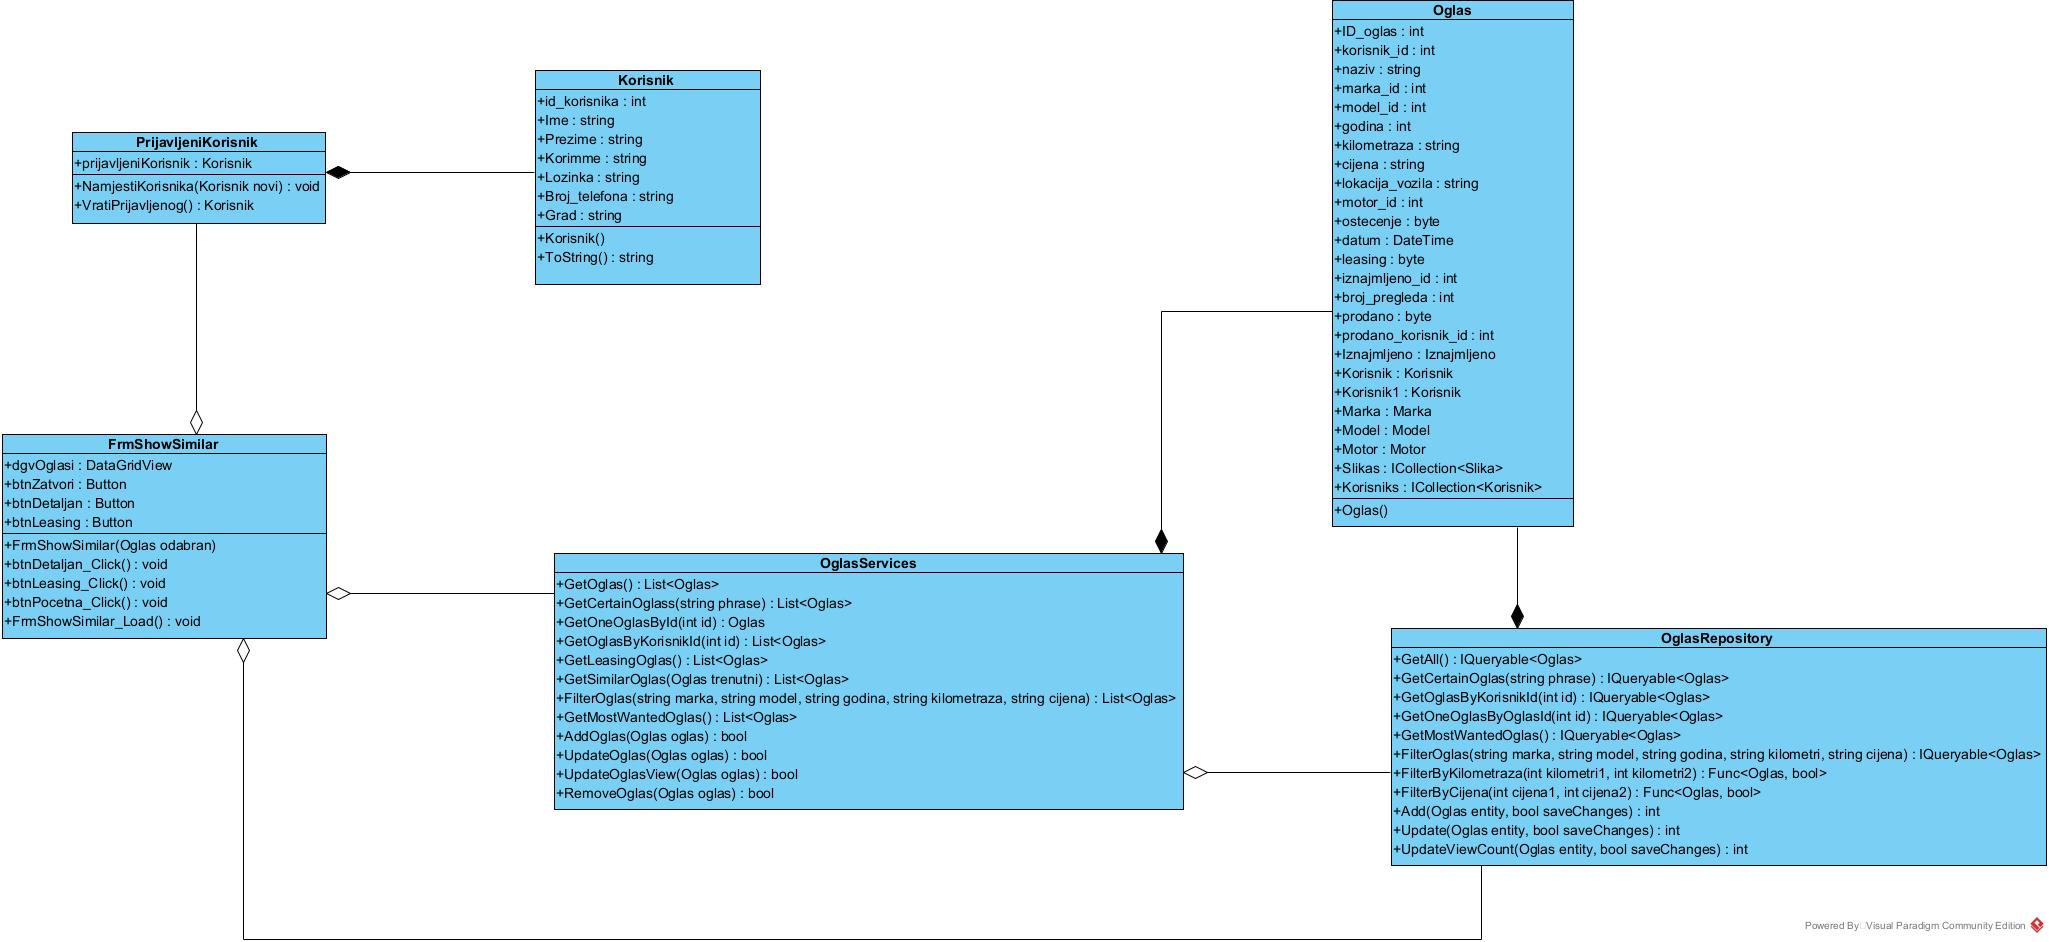 PrijavljeniKorisnik
+prijavljeniKorisnik : Korisnik
+NamjestiKorisnika(Korisnik novi) : void
+VratiPrijavljenog() : Korisnik
Korisnik
+id_korisnika : int
+Ime : string
+Prezime : string
+Korimme : string
+Lozinka : string
+Broj_telefona : string
+Grad : string
+Korisnik()
+ToString() : string
Oglas
+ID_oglas : int
+korisnik_id : int
+naziv : string
+marka_id : int
+model_id : int
+godina : int
+kilometraza : string
+cijena : string
+lokacija_vozila : string
+motor_id : int
+ostecenje : byte
+datum : DateTime
+leasing : byte
+iznajmljeno_id : int
+broj_pregleda : int
+prodano : byte
+prodano_korisnik_id : int
+Iznajmljeno : Iznajmljeno
+Korisnik : Korisnik
+Korisnik1 : Korisnik
+Marka : Marka
+Model : Model
+Motor : Motor
+Slikas : ICollection<Slika>
+Korisniks : ICollection<Korisnik>
+Oglas()
FrmShowSimilar
+dgvOglasi : DataGridView
+btnZatvori : Button
+btnDetaljan : Button
+btnLeasing : Button
+FrmShowSimilar(Oglas odabran)
+btnDetaljan_Click() : void
+btnLeasing_Click() : void
+btnPocetna_Click() : void
+FrmShowSimilar_Load() : void
OglasServices
+GetOglas() : List<Oglas>
+GetCertainOglass(string phrase) : List<Oglas>
+GetOneOglasById(int id) : Oglas
+GetOglasByKorisnikId(int id) : List<Oglas>
+GetLeasingOglas() : List<Oglas>
+GetSimilarOglas(Oglas trenutni) : List<Oglas>
+FilterOglas(string marka, string model, string godina, string kilometraza, string cijena) : List<Oglas>
+GetMostWantedOglas() : List<Oglas>
+AddOglas(Oglas oglas) : bool
+UpdateOglas(Oglas oglas) : bool
+UpdateOglasView(Oglas oglas) : bool
+RemoveOglas(Oglas oglas) : bool
OglasRepository
+GetAll() : IQueryable<Oglas>
+GetCertainOglas(string phrase) : IQueryable<Oglas>
+GetOglasByKorisnikId(int id) : IQueryable<Oglas>
+GetOneOglasByOglasId(int id) : IQueryable<Oglas>
+GetMostWantedOglas() : IQueryable<Oglas>
+FilterOglas(string marka, string model, string godina, string kilometri, string cijena) : IQueryable<Oglas>
+FilterByKilometraza(int kilometri1, int kilometri2) : Func<Oglas, bool>
+FilterByCijena(int cijena1, int cijena2) : Func<Oglas, bool>
+Add(Oglas entity, bool saveChanges) : int
+Update(Oglas entity, bool saveChanges) : int
+UpdateViewCount(Oglas entity, bool saveChanges) : int
Powered By Visual Paradigm Community Edition